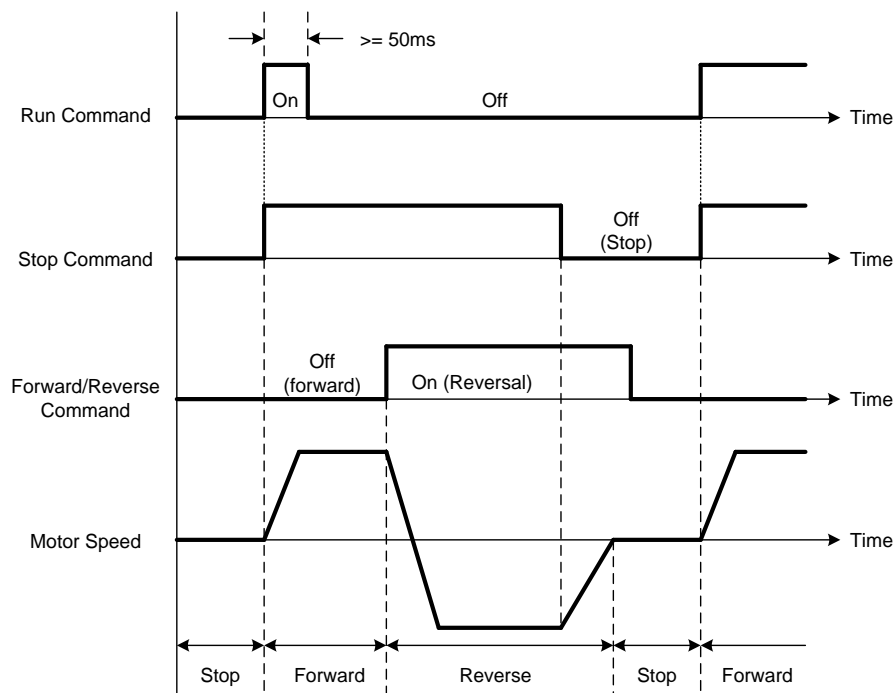 >= 50ms
On
Off
Run Command
Time
Off
(Stop)
Stop Command
Time
Off
(forward)
On (Reversal)
Forward/Reverse
Command
Time
Motor Speed
Time
Stop
Forward
Reverse
Stop
Forward